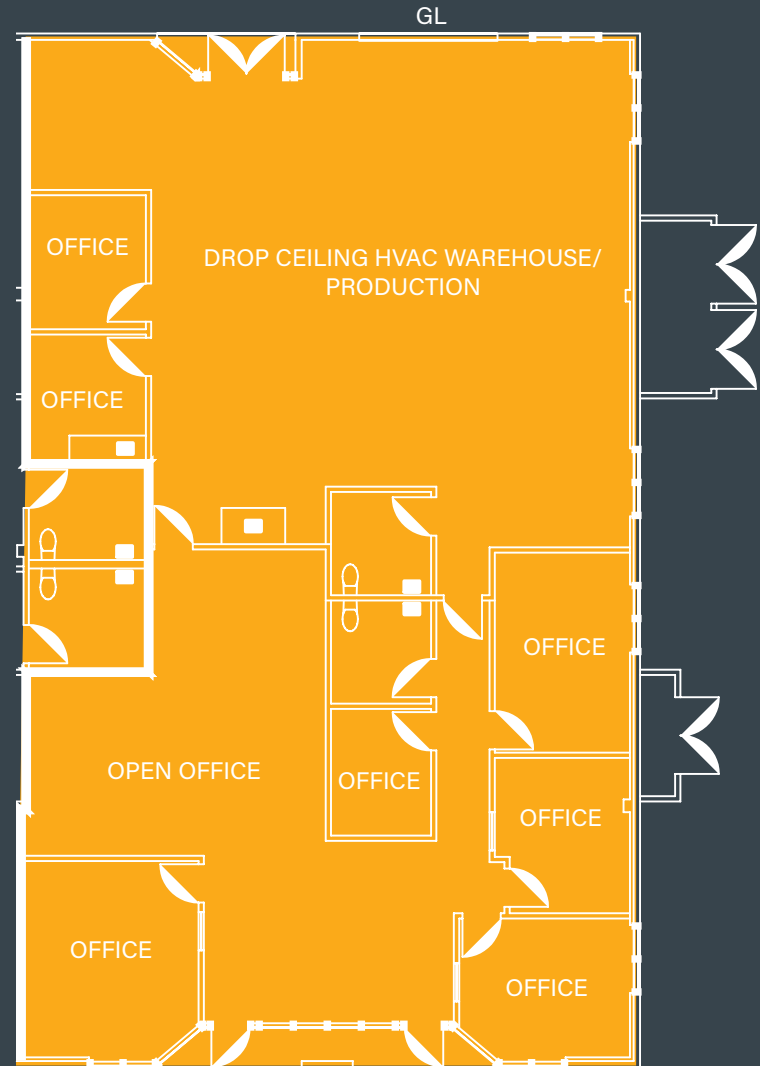 GL
OFFICE
DROP CEILING HVAC WAREHOUSE/
PRODUCTION
OFFICE
OFFICE
OPEN OFFICE
OFFICE
OFFICE
OFFICE
OFFICE